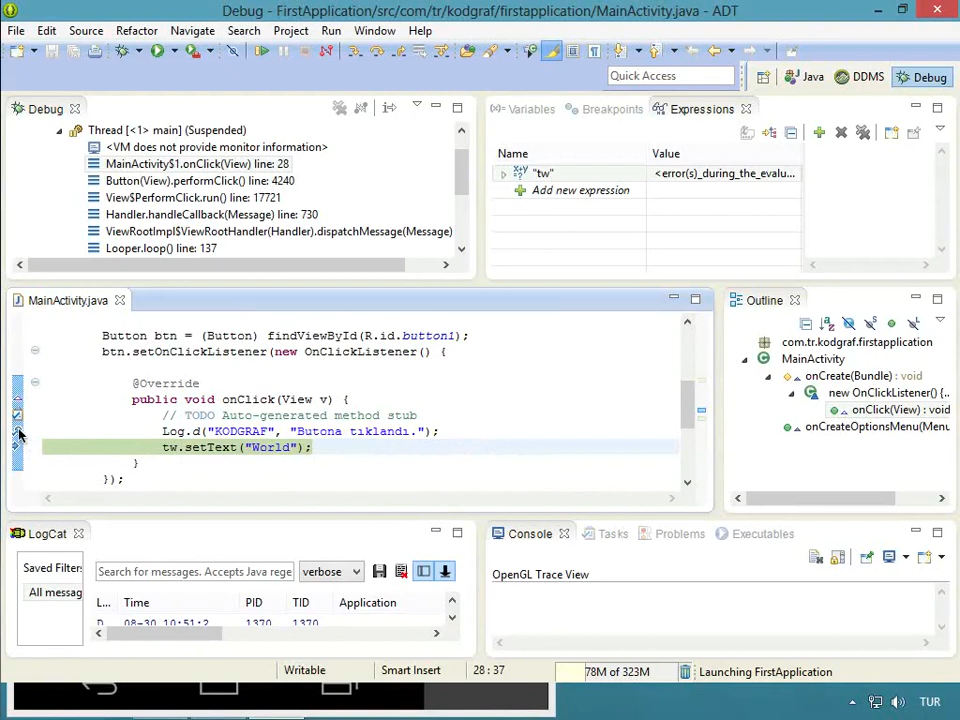 Debug - FirstApplication/src/com/tr/kodgraf/firstapplication/MainActivity.java - ADT
File Edit Source Refactor Navigate Search Project Run Window Help
Quick Access
Java DDMS Debug
Debug
Thread [<1> main] (Suspended)
<VM does not provide monitor information>
MainActivity$1.onClick(View) line: 28
Button(View).performClick() line: 4240
View$PerformClick.run() line: 17721
Handler.handleCallback(Message) line: 730
ViewRootImpl$ViewRootHandler(Handler).dispatchMessage(Message)
Looper.loop() line: 137
Variables Breakpoints Expressions
Name Value
"tw" <error(s)_during_the_evalu...
Add new expression
MainActivity.java
Button btn = (Button) findViewById(R.id.button1);
btn.setOnClickListener(new OnClickListener() {
@Override
public void onClick(View v) {
// TODO Auto-generated method stub
Log.d("KODGRAF", "Butona tıklandı.");
tw.setText("World");
}
});
Outline
com.tr.kodgraf.firstapplication
MainActivity
onCreate(Bundle) : void
new OnClickListener() {...}
onClick(View) : void
onCreateOptionsMenu(Menu
LogCat
Saved Filters
All messag
Search for messages. Accepts Java rege
verbose
L... Time PID TID Application
D 08-30 10:51:2 1370 1370
Console Tasks Problems Executables
OpenGL Trace View
Writable Smart Insert 28 : 37 78M of 323M Launching FirstApplication
TUR